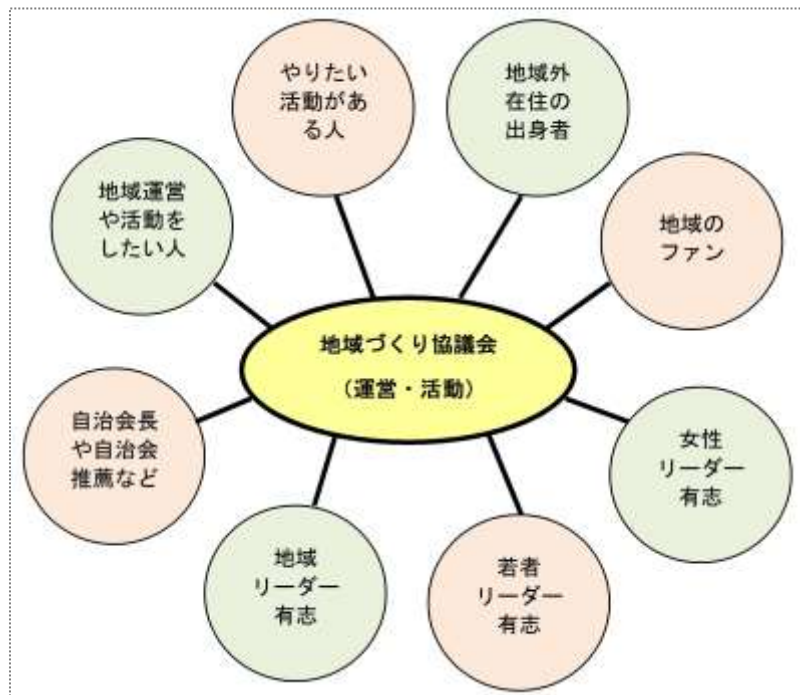 やりたい
活動があ
る人
地域外
在住の
出身者
地域運営
や活動を
したい人
地域の
ファン
地域づくり協議会
（運営・活動）
自治会長
や自治会
推薦など
女性
リーダー
有志
地域
リーダー
有志
若者
リーダー
有志